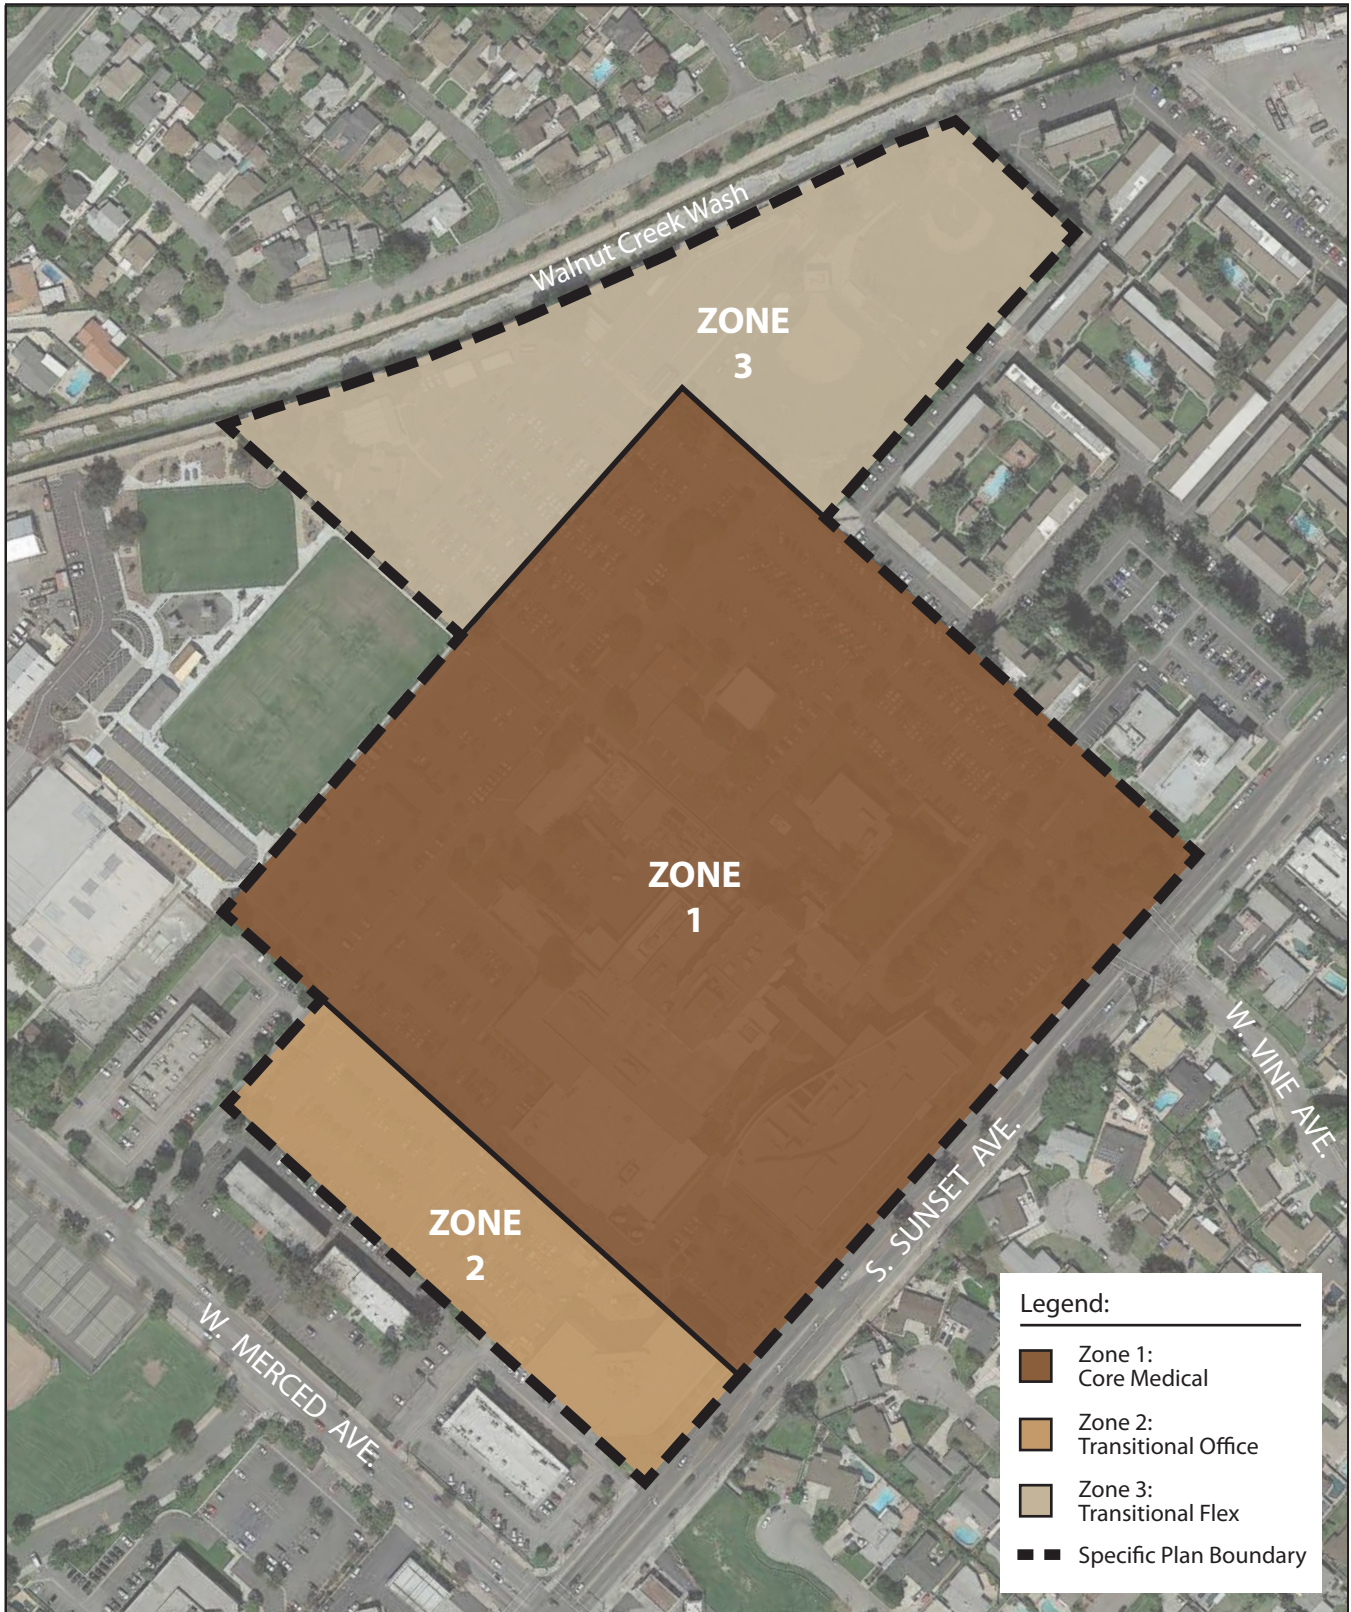 Walnut Creek Wash
ZONE
3
ZONE
1
W. VINE AVE.
S. SUNSET AVE.
ZONE
2
W. MERCED AVE.
Legend:
Zone 1:
Core Medical
Zone 2:
Transitional Office
Zone 3:
Transitional Flex
Specific Plan Boundary